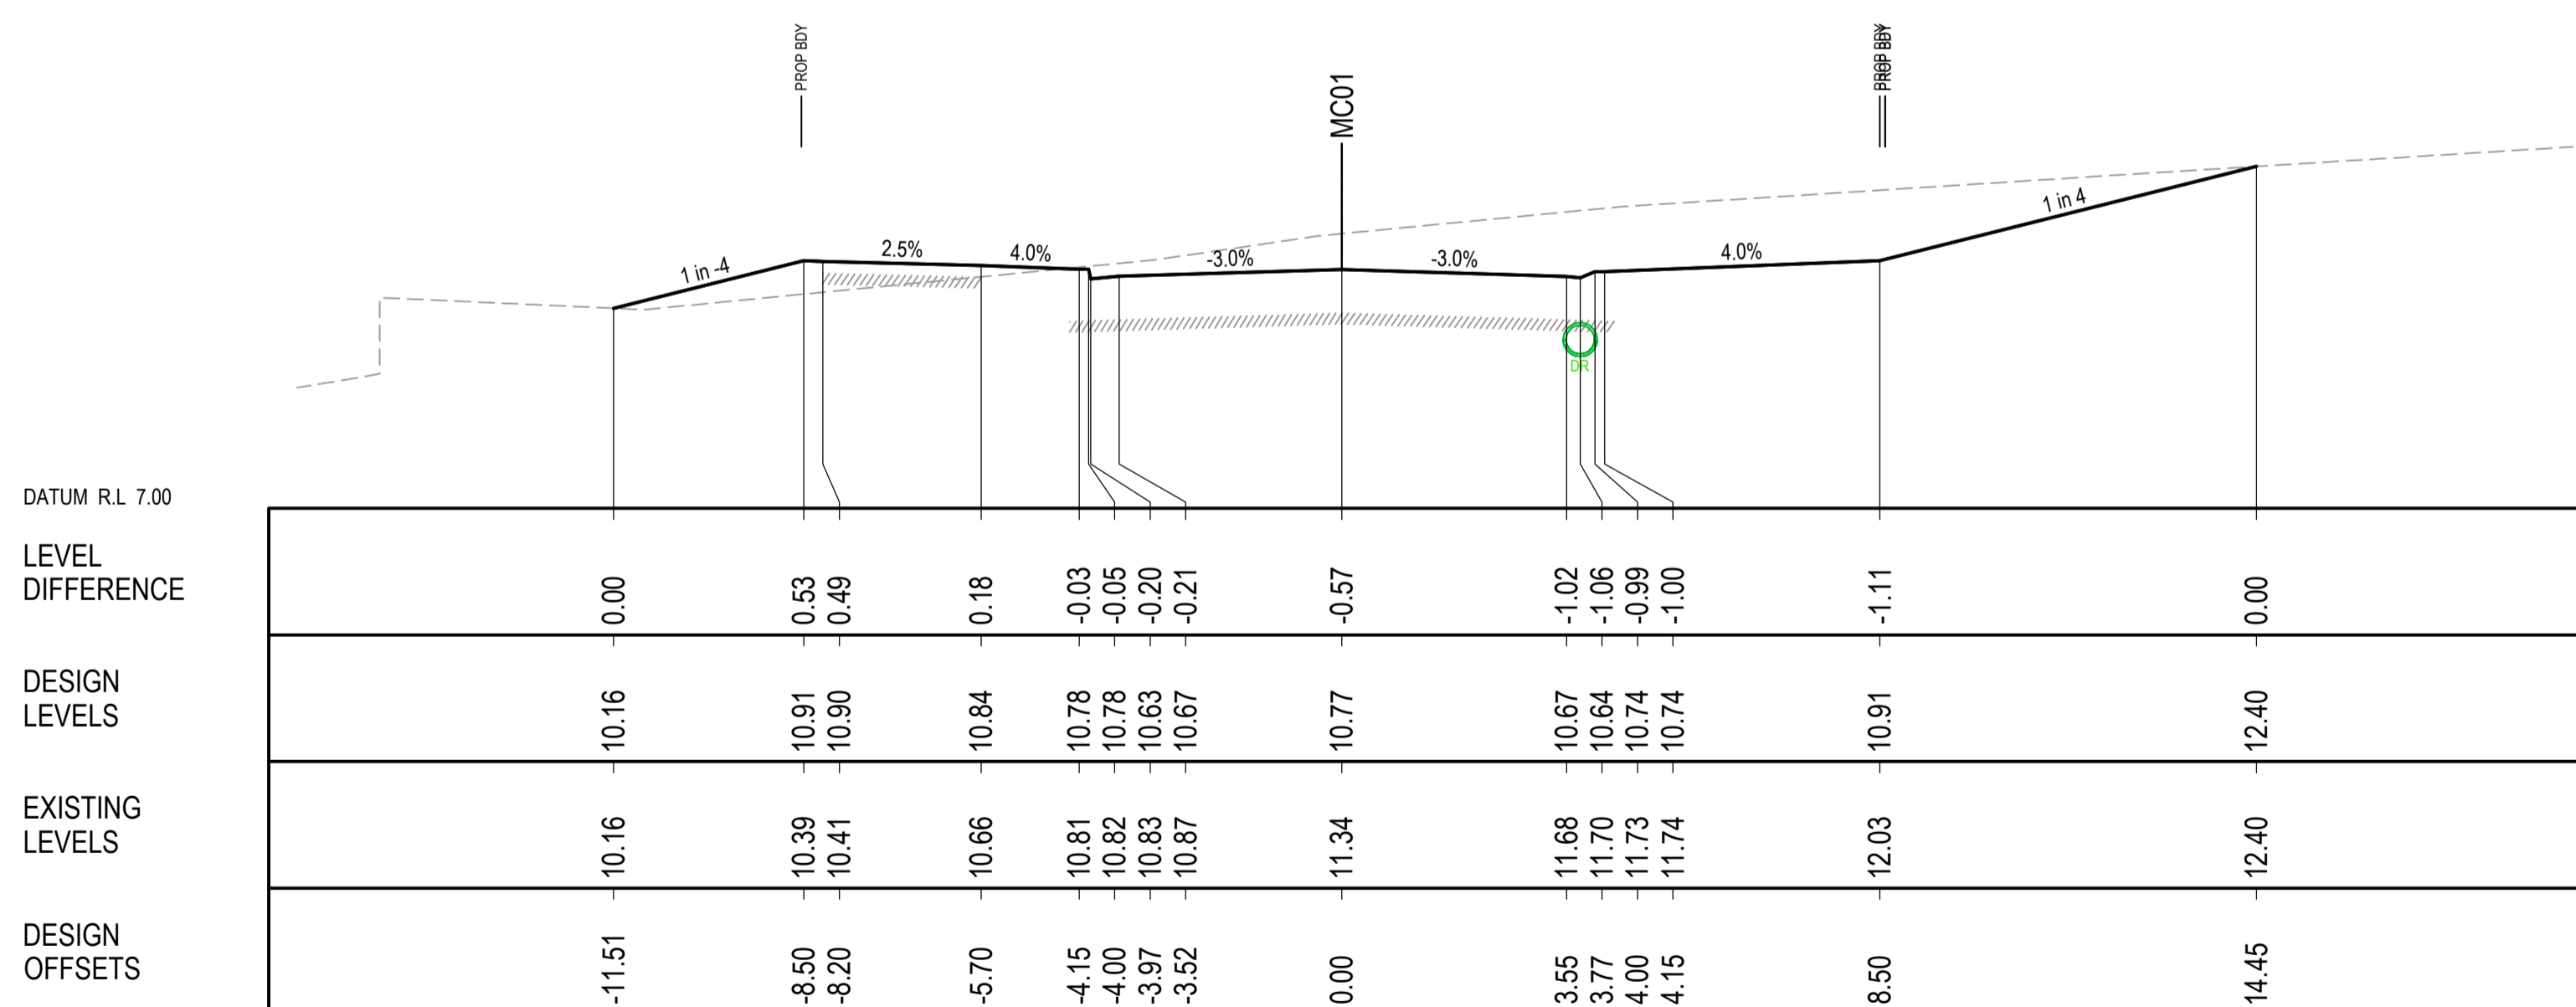 PROP BDY
PROP BDY
PROP BDY
MC01
1 in -4
2.5%
4.0%
-3.0%
-3.0%
4.0%
1 in 4
DR
DATUM R.L 7.00
LEVEL
DIFFERENCE
0.00 0.53 0.49 0.18 -0.03 -0.05 -0.20 -0.21 -0.57 -1.02 -1.06 -0.99 -1.00 -1.11 0.00
DESIGN
LEVELS
10.16 10.91 10.90 10.84 10.78 10.78 10.63 10.67 10.77 10.67 10.64 10.74 10.74 10.91 12.40
EXISTING
LEVELS
10.16 10.39 10.41 10.66 10.81 10.82 10.83 10.87 11.34 11.68 11.70 11.73 11.74 12.03 12.40
DESIGN
OFFSETS
-11.51 -8.50 -8.20 -5.70 -4.15 -4.00 -3.97 -3.52 0.00 3.55 3.77 4.00 4.15 8.50 14.45